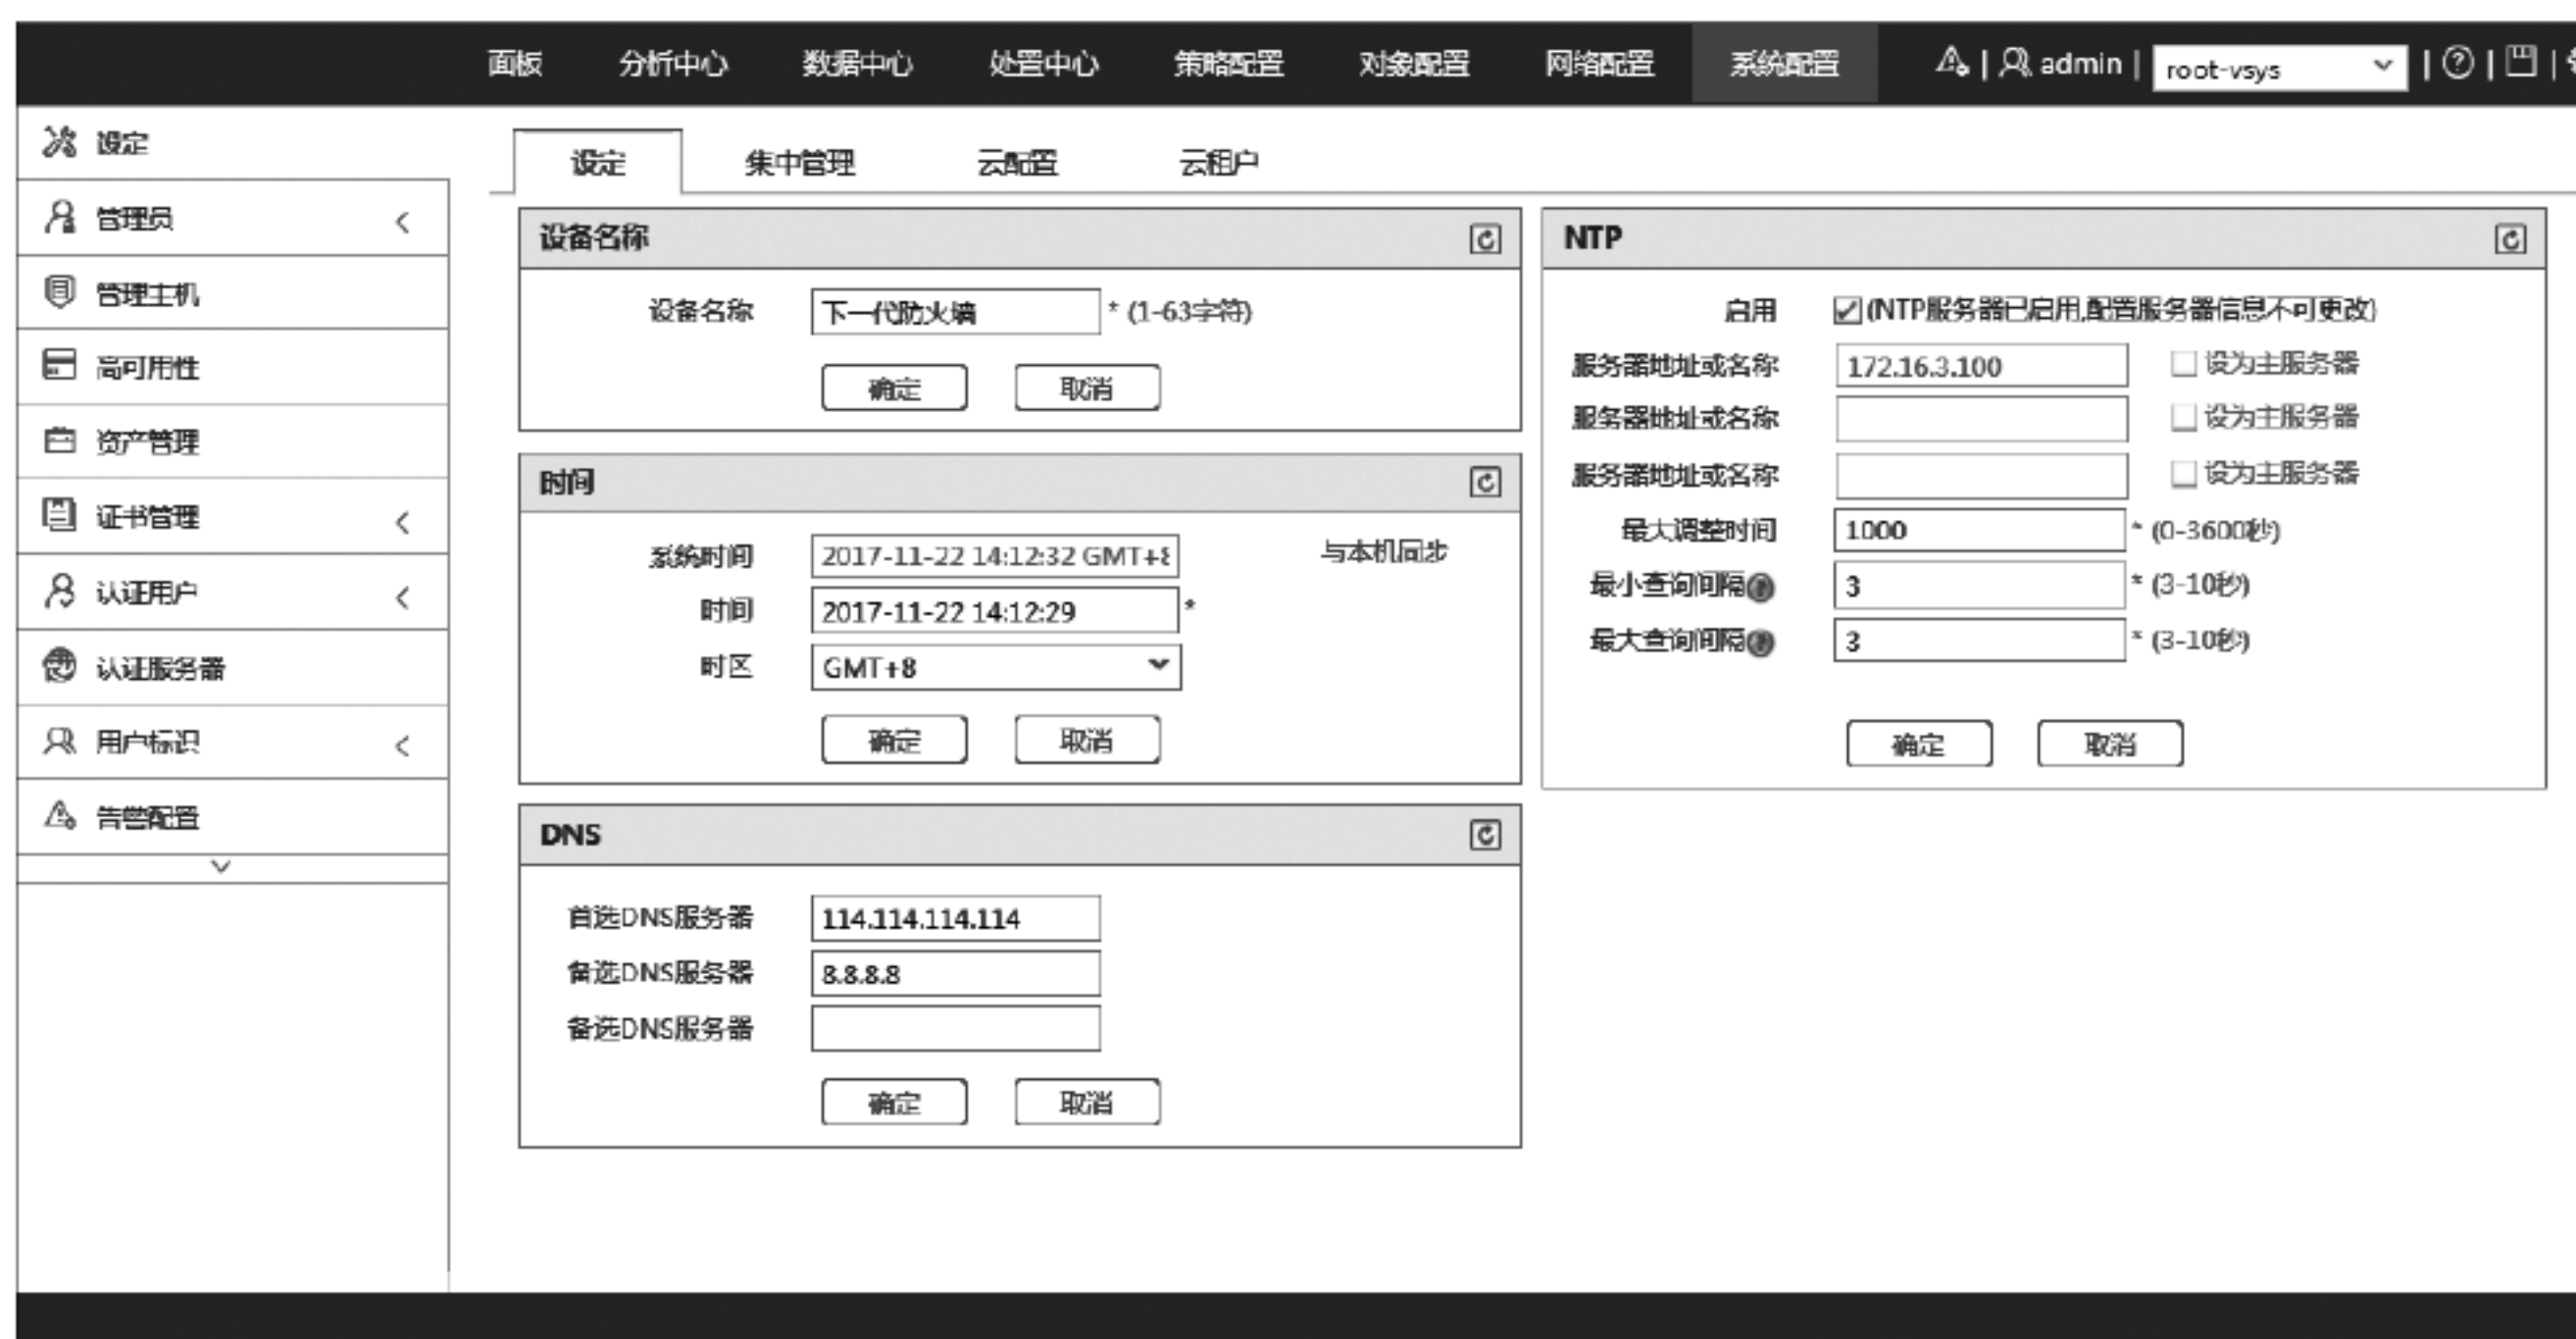 面板 分析中心 数据中心 处置中心 策略配置 对象配置 网络配置 系统配置 | admin | root-vsys | |
设定
管理员
管理主机
高可用性
资产管理
证书管理
认证用户
认证服务器
用户标识
告警配置
设定 集中管理 云配置 云租户
设备名称
设备名称 下一代防火墙 * (1-63字符)
确定 取消
时间
系统时间 2017-11-22 14:12:32 GMT+8 与本机同步
时间 2017-11-22 14:12:29 *
时区 GMT+8
确定 取消
DNS
首选DNS服务器 114.114.114.114
备选DNS服务器 8.8.8.8
备选DNS服务器
确定 取消
NTP
启用 (NTP服务器已启用,配置服务器信息不可更改)
服务器地址或名称 172.16.3.100 设为主服务器
服务器地址或名称 设为主服务器
服务器地址或名称 设为主服务器
最大调整时间 1000 * (0-3600秒)
最小查询间隔 3 * (3-10秒)
最大查询间隔 3 * (3-10秒)
确定 取消